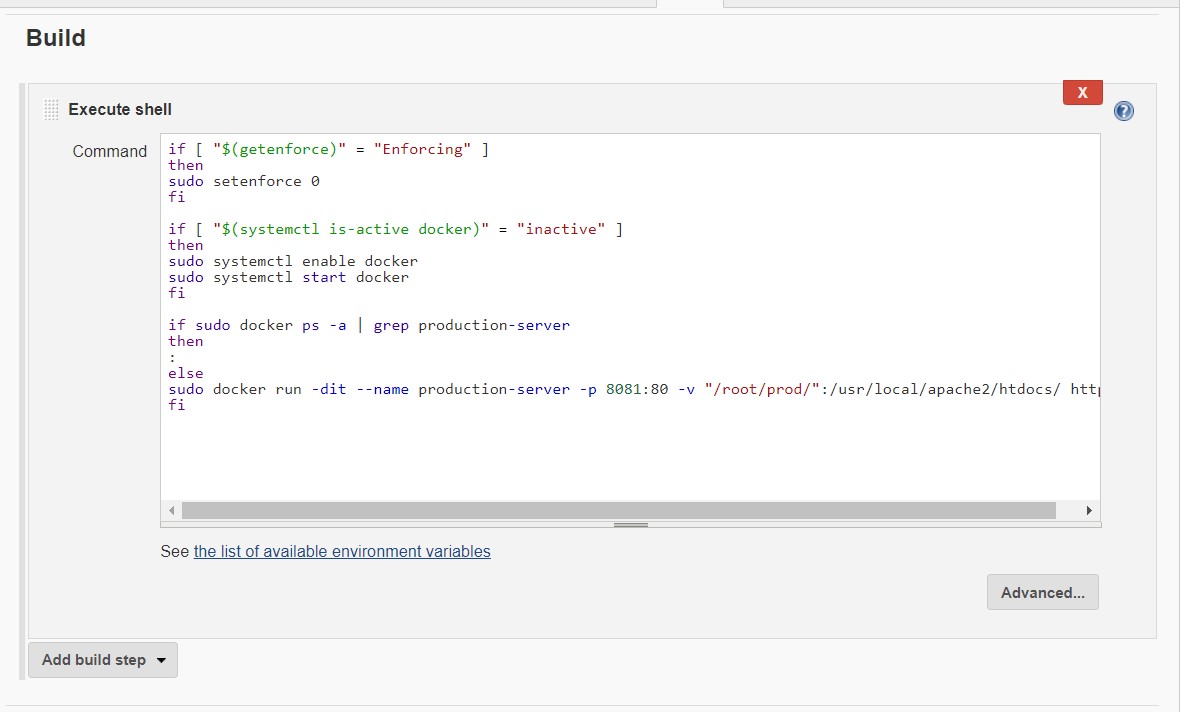 Build
Execute shell
X
?
Command
if [ "$(getenforce)" = "Enforcing" ]
then
sudo setenforce 0
fi
if [ "$(systemctl is-active docker)" = "inactive" ]
then
sudo systemctl enable docker
sudo systemctl start docker
fi
if sudo docker ps -a | grep production-server
then
:
else
sudo docker run -dit --name production-server -p 8081:80 -v "/root/prod/":/usr/local/apache2/htdocs/
fi
See the list of available environment variables
Advanced...
Add build step